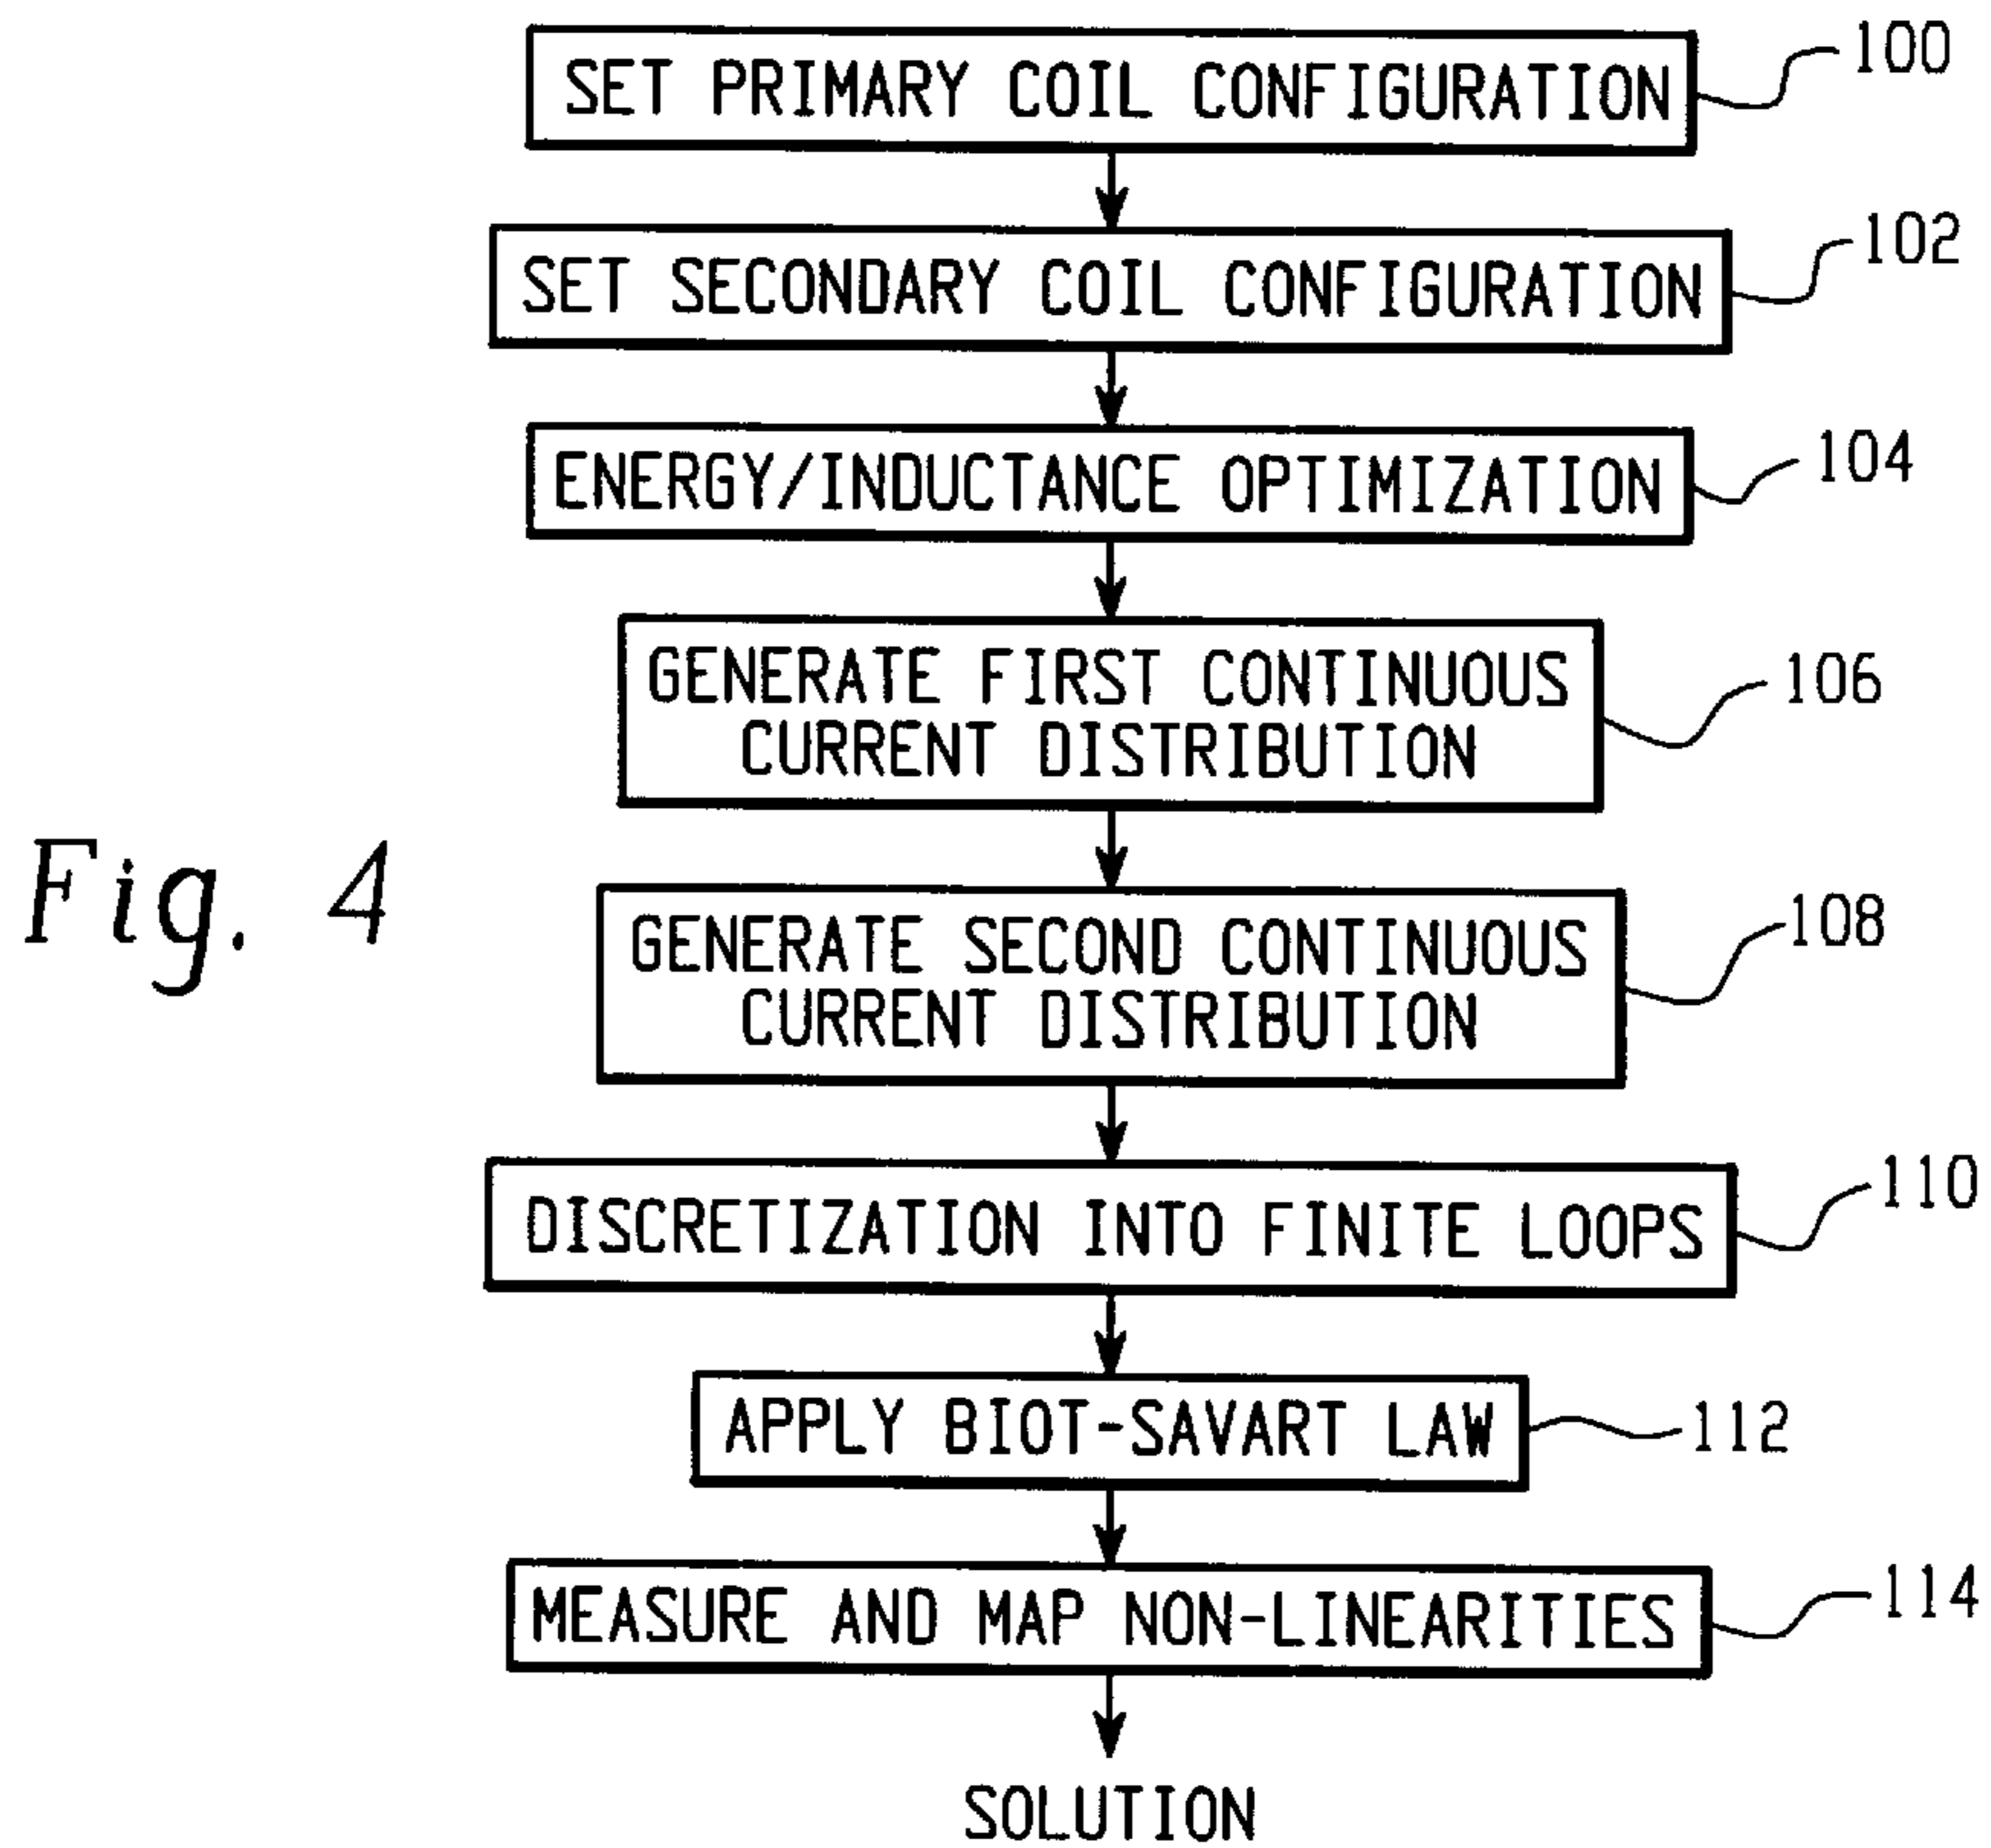 SET PRIMARY COIL CONFIGURATION
100
SET SECONDARY COIL CONFIGURATION
102
ENERGY/INDUCTANCE OPTIMIZATION
104
GENERATE FIRST CONTINUOUS
CURRENT DISTRIBUTION
106
Fig. 4
GENERATE SECOND CONTINUOUS
CURRENT DISTRIBUTION
108
DISCRETIZATION INTO FINITE LOOPS
110
APPLY BIOT-SAVART LAW
112
MEASURE AND MAP NON-LINEARITIES
114
SOLUTION